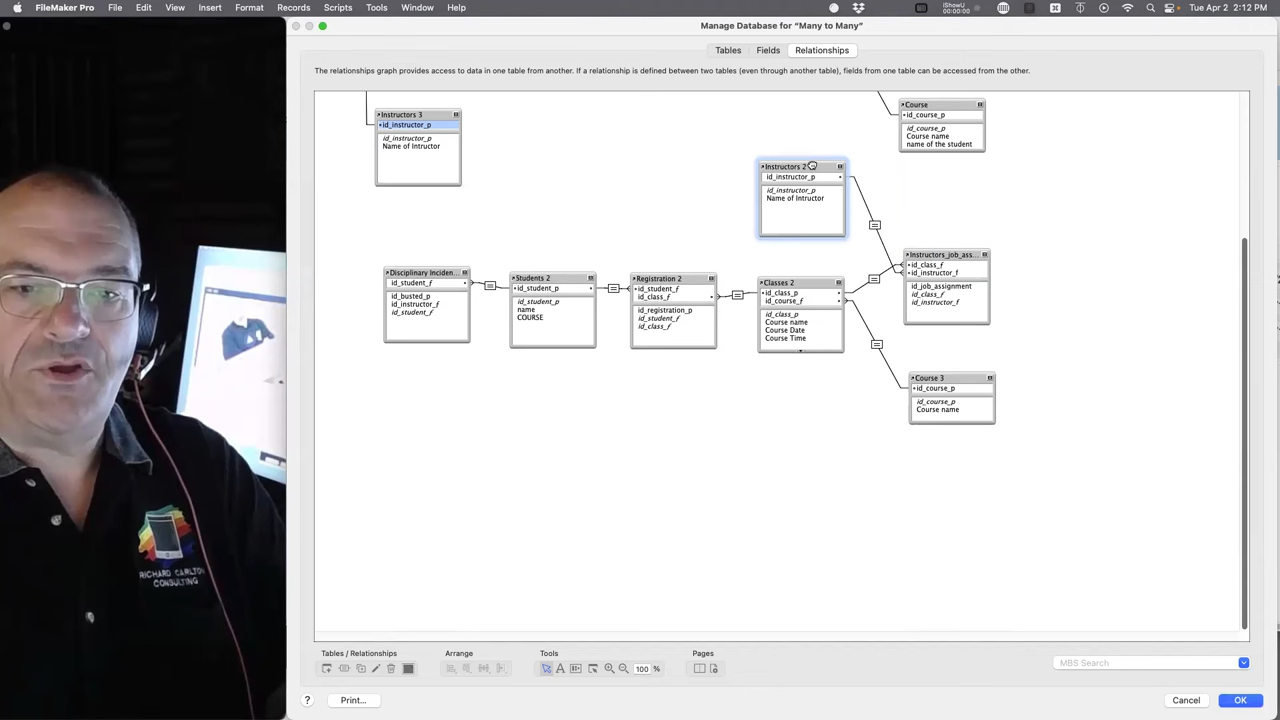 FileMaker Pro File Edit View Insert Format Records Scripts Tools Window Help
iShowU
00:00:00
Tue Apr 2 2:12 PM
Manage Database for “Many to Many”
Tables Fields Relationships
The relationships graph provides access to data in one table from another. If a relationship is defined between two tables (even through another table), fields from one table can be accessed from the other.
Instructors 3
id_instructor_p
id_instructor_p
Name of Intructor
Course
id_course_p
id_course_p
Course name
name of the student
Instructors 2
id_instructor_p
id_instructor_p
Name of Intructor
Instructors_job_ass...
id_class_f
id_instructor_f
id_job_assignment
id_class_f
id_instructor_f
Disciplinary Inciden...
id_student_f
id_busted_p
id_instructor_f
id_student_f
Students 2
id_student_p
id_student_p
name
COURSE
Registration 2
id_student_f
id_class_f
id_registration_p
id_student_f
id_class_f
Classes 2
id_class_p
id_course_f
id_class_p
Course name
Course Date
Course Time
Course 3
id_course_p
id_course_p
Course name
RICHARD CARLTON
CONSULTING
Tables / Relationships Arrange Tools Pages
100 %
MBS Search
? Print... Cancel OK